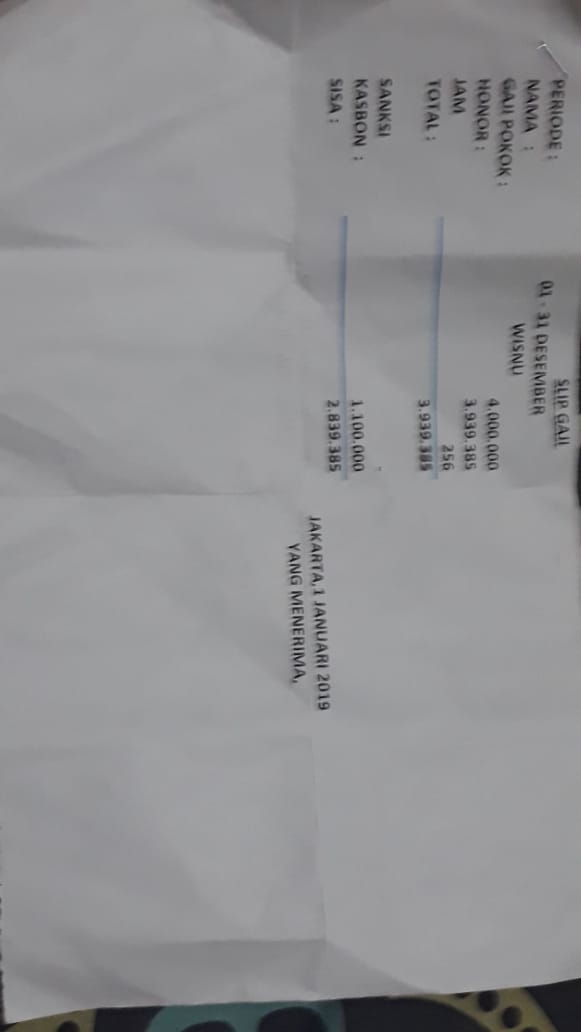 SLIP GAJI
PERIODE : 01 - 31 DESEMBER
NAMA : WISNU
GAJI POKOK : 4.000.000
HONOR : 3.939.385
JAM 256
TOTAL : 3.939.385
SANKSI -
KASBON : 1.100.000
SISA : 2.839.385
JAKARTA,1 JANUARI 2019
YANG MENERIMA,